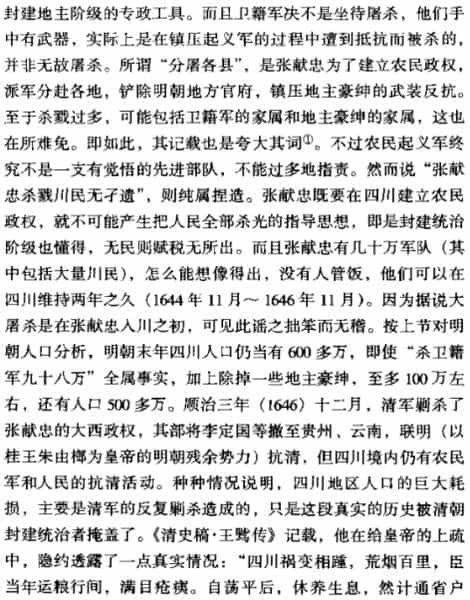 封建地主阶级的专政工具。而且卫籍军决不是坐待屠杀，他们手
中有武器，实际上是在镇压起义军的过程中遭到抵抗而被杀的，
并非无故屠杀。所谓“分屠各县”，是张献忠为了建立农民政权，
派军分赴各地，铲除明朝地方官府，镇压地主豪绅的武装反抗。
至于杀戮过多，可能包括卫籍军的家属和地主豪绅的家属，这也
在所难免。即如此，其记载也是夸大其词①。不过农民起义军终
究不是一支有觉悟的先进部队，不能过多地指责。然而说“张献
忠杀戮川民无孑遗”，则纯属捏造。张献忠既要在四川建立农民
政权，就不可能产生把人民全部杀光的指导思想，即是封建统治
阶级也懂得，无民则赋税无所出。而且张献忠有几十万军队（其
中包括大量川民），怎么能想像得出，没有人管饭，他们可以在
四川维持两年之久（1644年11月～1646年11月）。因为据说大
屠杀是在张献忠入川之初，可见此谣之拙笨而无稽。按上节对明
朝人口分析，明朝末年四川人口仍当有600多万，即使“杀卫籍
军九十八万”全属事实，加上除掉一些地主豪绅，至多100万左
右，还有人口500多万。顺治三年（1646）十二月，清军剿杀了
张献忠的大西政权，其部将李定国等撤至贵州、云南，联明（以
桂王朱由榔为皇帝的明朝残余势力）抗清，但四川境内仍有农民
军和人民的抗清活动。种种情况说明，四川地区人口的巨大耗
损，主要是清军的反复剿杀造成的，只是这段真实的历史被清朝
封建统治者掩盖了。《清史稿·王骘传》记载，他在给皇帝的上疏
中，隐约透露了一点真实情况：“四川祸变相踵，荒烟百里，臣
当年运粮行间，满目疮痍。自荡平后，休养生息，然计通省户